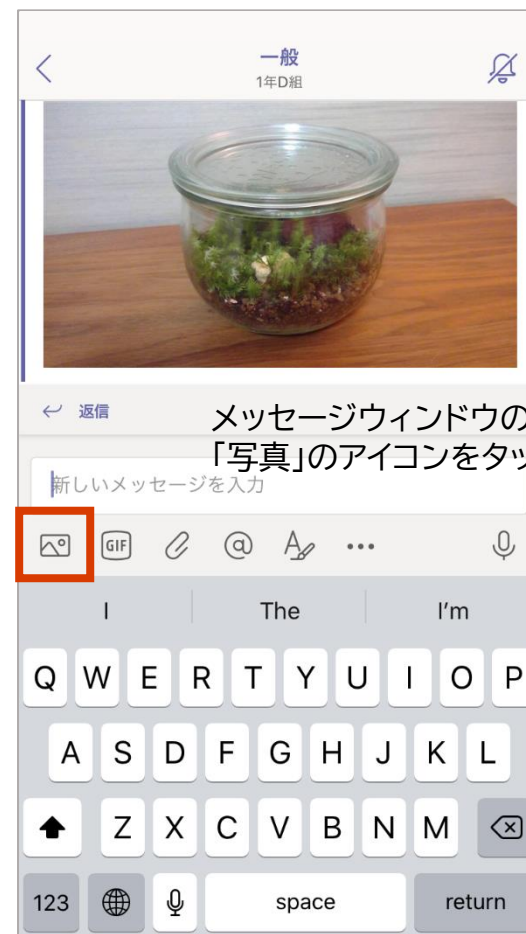 一般
1年D組
返信
メッセージウィンドウの
「写真」のアイコンをタッ
新しいメッセージを入力
GIF @ A ...
I The I'm
Q W E R T Y U I O P
A S D F G H J K L
Z X C V B N M
123 space return